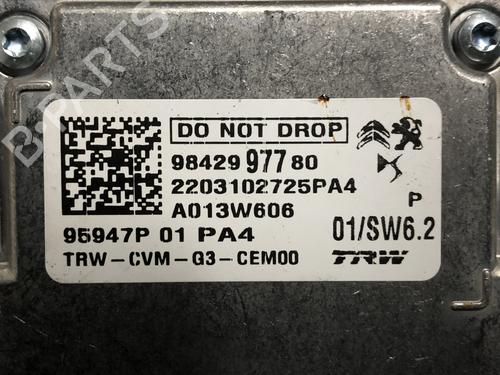 DO NOT DROP
98429 977 80
2203102725PA4
A013W606
P
95947P 01 PA4
01/SW6.2
TRW-CVM-G3-CEM00
TRW
B-PARTS